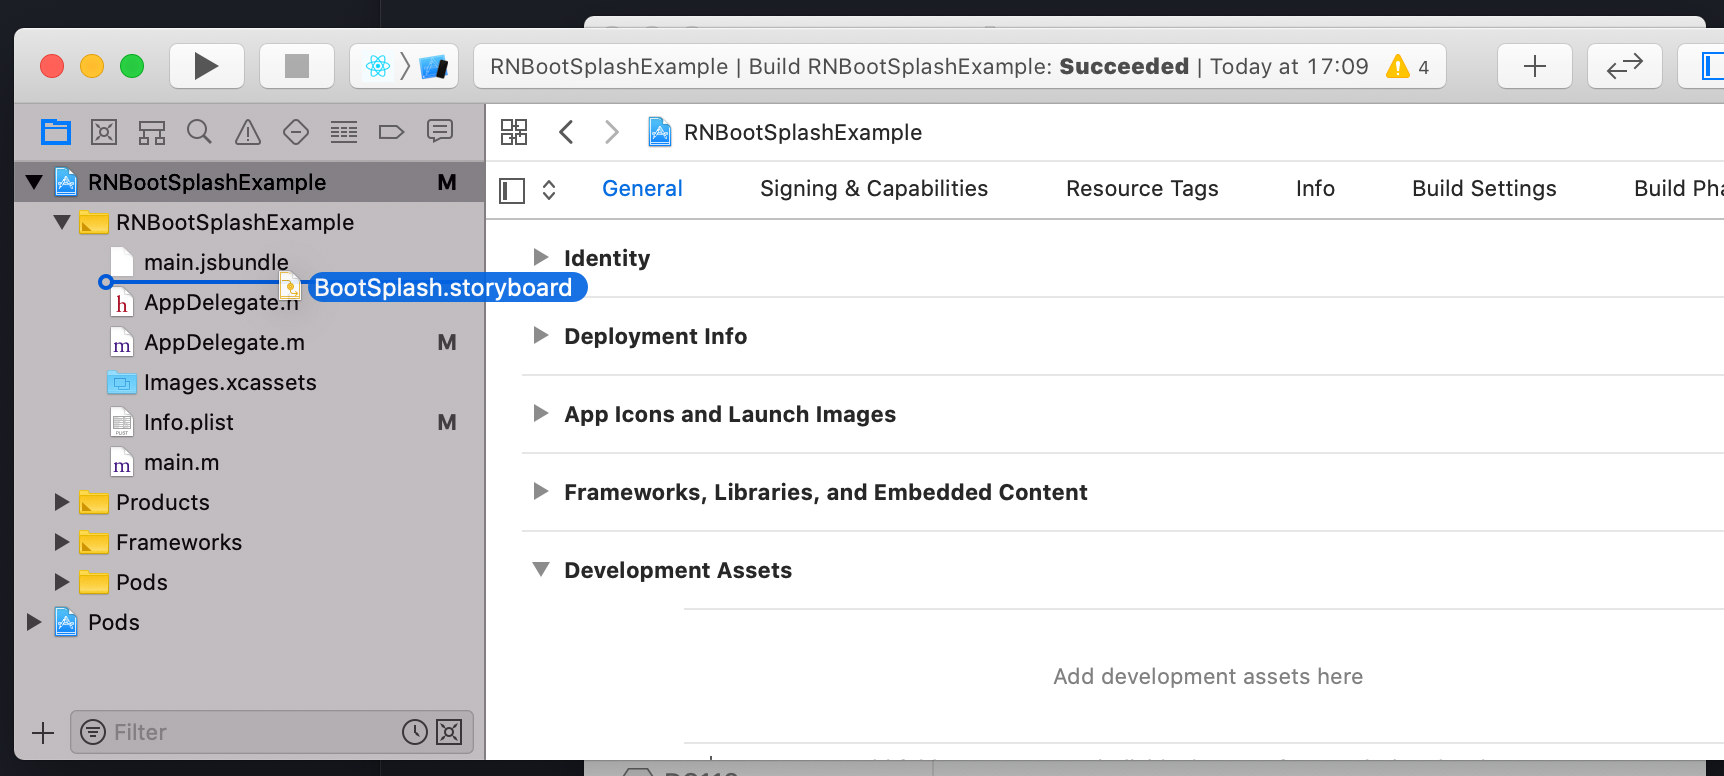 RNBootSplashExample | Build RNBootSplashExample: Succeeded | Today at 17:09 4
RNBootSplashExample
General Signing & Capabilities Resource Tags Info Build Settings Build Pha
RNBootSplashExample M
RNBootSplashExample
main.jsbundle
BootSplash.storyboard
h AppDelegate.h
m AppDelegate.m M
Images.xcassets
Info.plist M
m main.m
Products
Frameworks
Pods
Pods
Filter
Identity
Deployment Info
App Icons and Launch Images
Frameworks, Libraries, and Embedded Content
Development Assets
Add development assets here